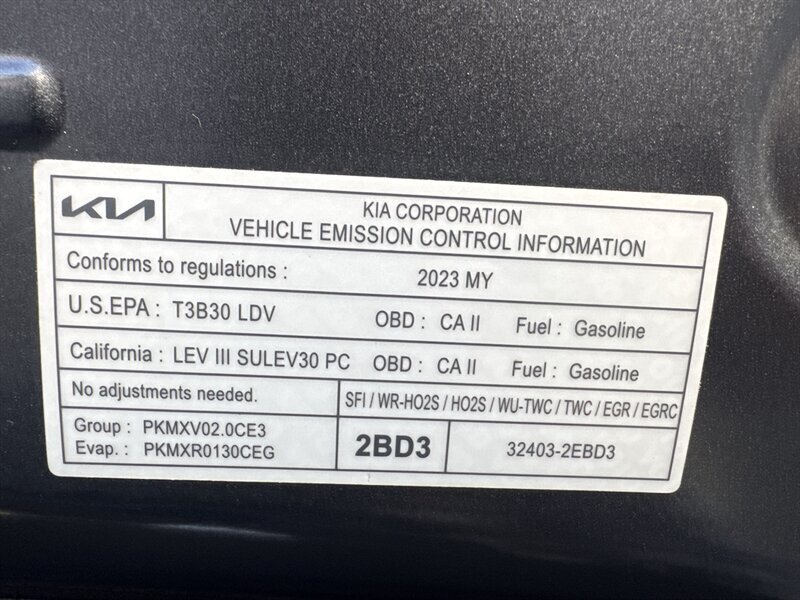 KIA
KIA CORPORATION
VEHICLE EMISSION CONTROL INFORMATION
Conforms to regulations : 2023 MY
U.S.EPA : T3B30 LDV OBD : CA II Fuel : Gasoline
California : LEV III SULEV30 PC OBD : CA II Fuel : Gasoline
No adjustments needed.
SFI / WR-HO2S / HO2S / WU-TWC / TWC / EGR / EGRC
Group : PKMXV02.0CE3
Evap. : PKMXR0130CEG
2BD3
32403-2EBD3